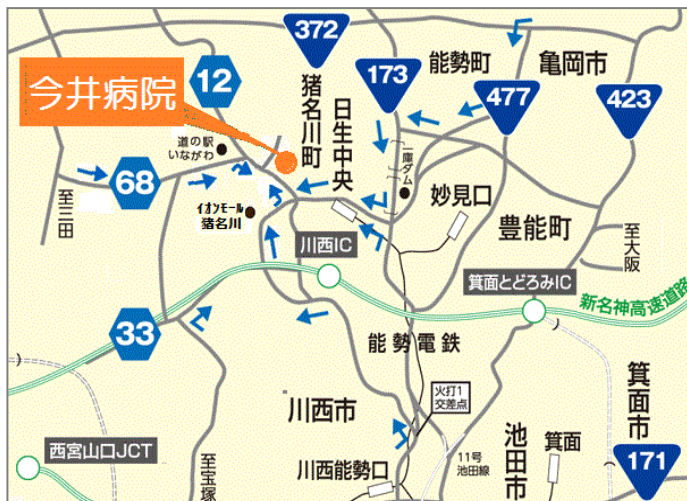 372
能勢町
亀岡市
12
173
今井病院
猪名川町
日生中央
477
423
道の駅
いながわ
一庫ダム
68
至三田
妙見口
イオンモール
猪名川
豊能町
至大阪
川西IC
箕面とどろみIC
新名神高速道路
33
能勢電鉄
火打1
交差点
箕面市
川西市
西宮山口JCT
池田市
箕面
171
11号
池田線
至宝塚
川西能勢口